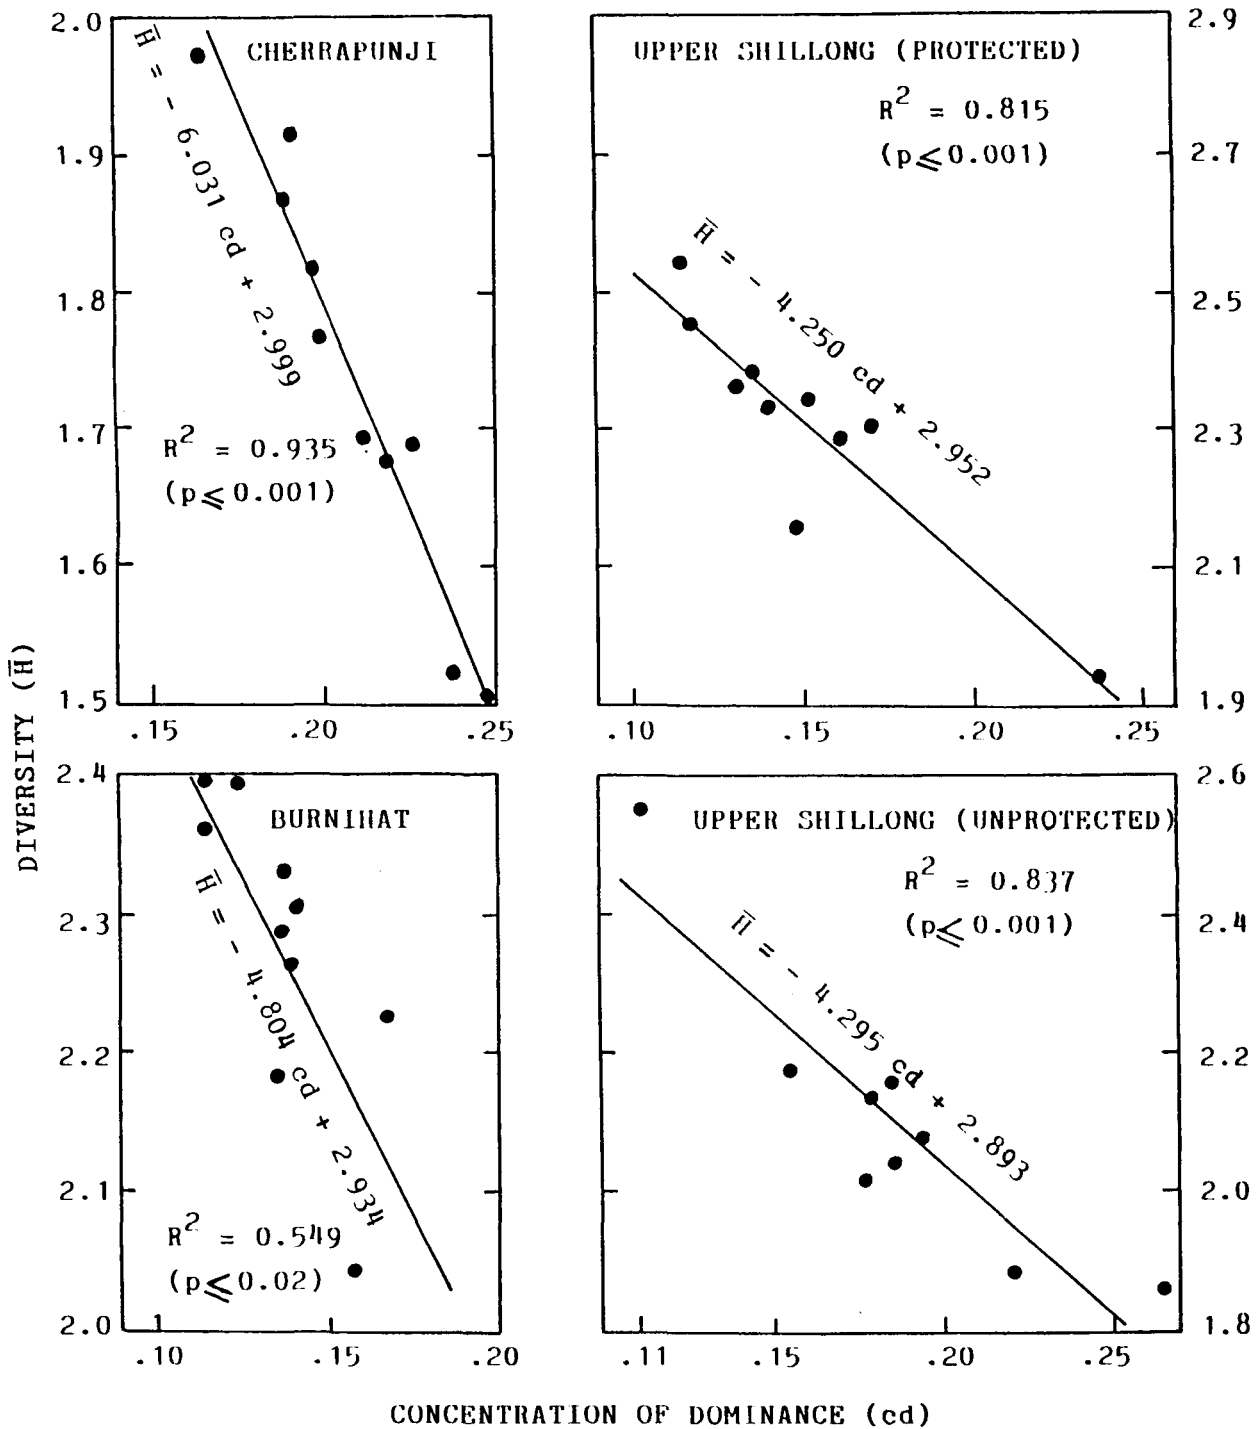 DIVERSITY (H̅)
CHERRAPUNJI
H̅ = - 6.031 cd + 2.999
R² = 0.935
(p⩽0.001)
2.0
1.9
1.8
1.7
1.6
1.5
.15 .20 .25
UPPER SHILLONG (PROTECTED)
R² = 0.815
(p⩽0.001)
H̅ = - 4.250 cd + 2.952
2.9
2.7
2.5
2.3
2.1
1.9
.10 .15 .20
BURNIHAT
H̅ = - 4.804 cd + 2.934
R² = 0.549
(p⩽0.02)
2.4
2.3
2.2
2.1
2.0
.10 .15 .20
UPPER SHILLONG (UNPROTECTED)
R² = 0.837
(p⩽0.001)
H̅ = - 4.295 cd + 2.893
2.6
2.4
2.2
2.0
1.8
.11 .15 .20 .25
CONCENTRATION OF DOMINANCE (cd)